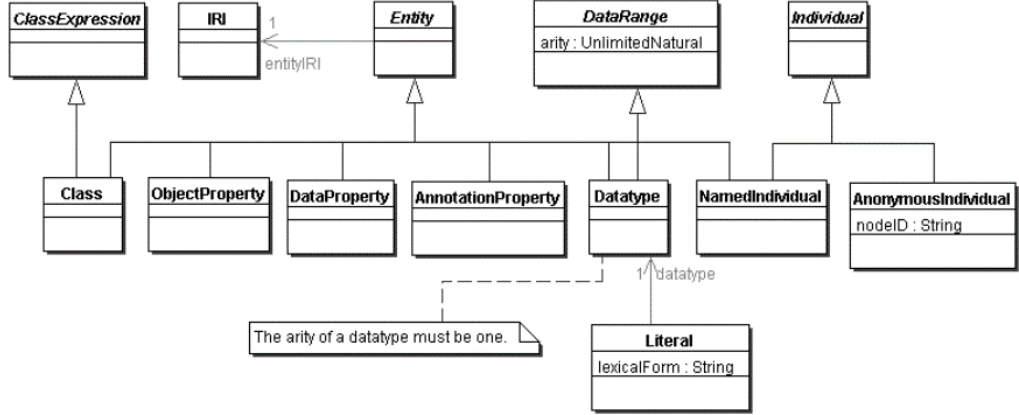 ClassExpression
IRI
Entity
DataRange
Individual
1
arity : UnlimitedNatural
entityIRI
Class
ObjectProperty
DataProperty
AnnotationProperty
Datatype
NamedIndividual
AnonymousIndividual
nodeID : String
1 datatype
The arity of a datatype must be one.
Literal
lexicalForm : String